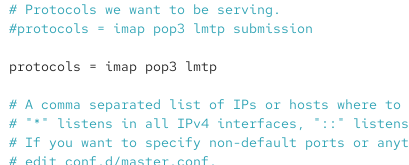 # Protocols we want to be serving.
#protocols = imap pop3 lmtp submission
protocols = imap pop3 lmtp
# A comma separated list of IPs or hosts where to
# "*" listens in all IPv4 interfaces, "::" listens
# If you want to specify non-default ports or anyt
# edit conf.d/master.conf.